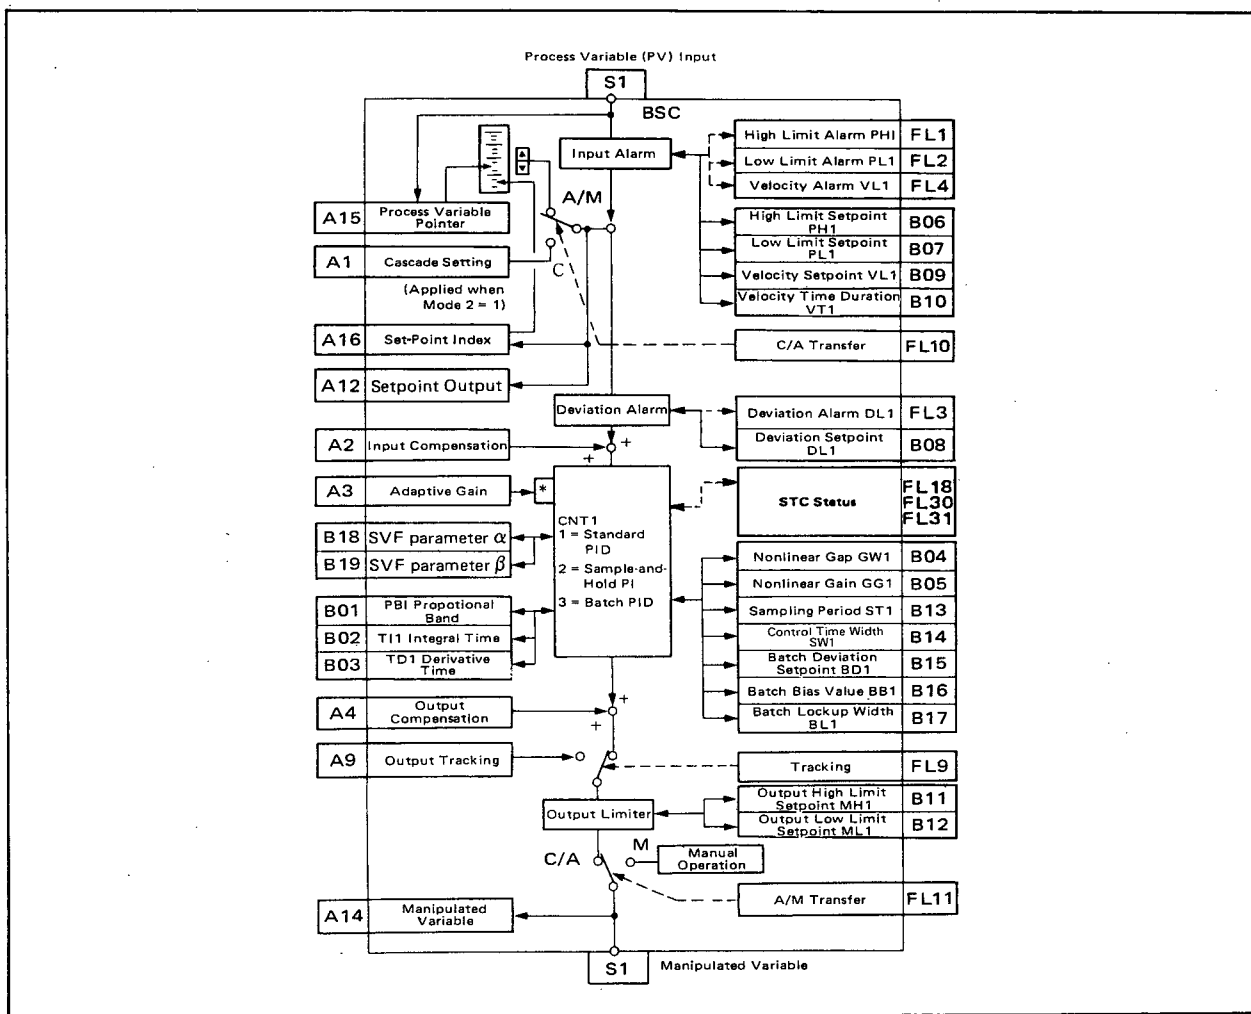 Process Variable (PV) Input
S1
BSC
Input Alarm
A/M
C
A15 Process Variable
Pointer
A1 Cascade Setting
(Applied when
Mode 2 = 1)
A16 Set-Point Index
A12 Setpoint Output
High Limit Alarm PHI FL1
Low Limit Alarm PL1 FL2
Velocity Alarm VL1 FL4
High Limit Setpoint
PH1 B06
Low Limit Setpoint
PL1 B07
Velocity Setpoint VL1 B09
Velocity Time Duration
VT1 B10
C/A Transfer FL10
Deviation Alarm
Deviation Alarm DL1 FL3
Deviation Setpoint
DL1 B08
A2 Input Compensation
+
+
A3 Adaptive Gain
*
STC Status
FL18
FL30
FL31
CNT1
1 = Standard
PID
2 = Sample-and-
Hold PI
3 = Batch PID
B18 SVF parameter α
B19 SVF parameter β
B01 PBI Propotional
Band
B02 TI1 Integral Time
B03 TD1 Derivative
Time
Nonlinear Gap GW1 B04
Nonlinear Gain GG1 B05
Sampling Period ST1 B13
Control Time Width
SW1 B14
Batch Deviation
Setpoint BD1 B15
Batch Bias Value BB1 B16
Batch Lockup Width
BL1 B17
A4 Output
Compensation
+
+
A9 Output Tracking
Tracking FL9
Output Limiter
Output High Limit
Setpoint MH1 B11
Output Low Limit
Setpoint ML1 B12
C/A
M
Manual
Operation
A/M Transfer FL11
A14 Manipulated
Variable
S1
Manipulated Variable